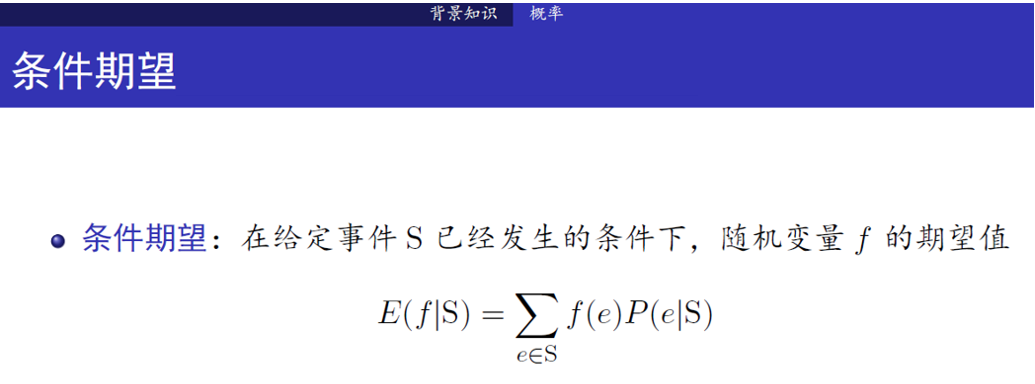 背景知识 概率
条件期望
条件期望：在给定事件 S 已经发生的条件下，随机变量 f 的期望值
E(f|S) = ∑_{e∈S} f(e)P(e|S)